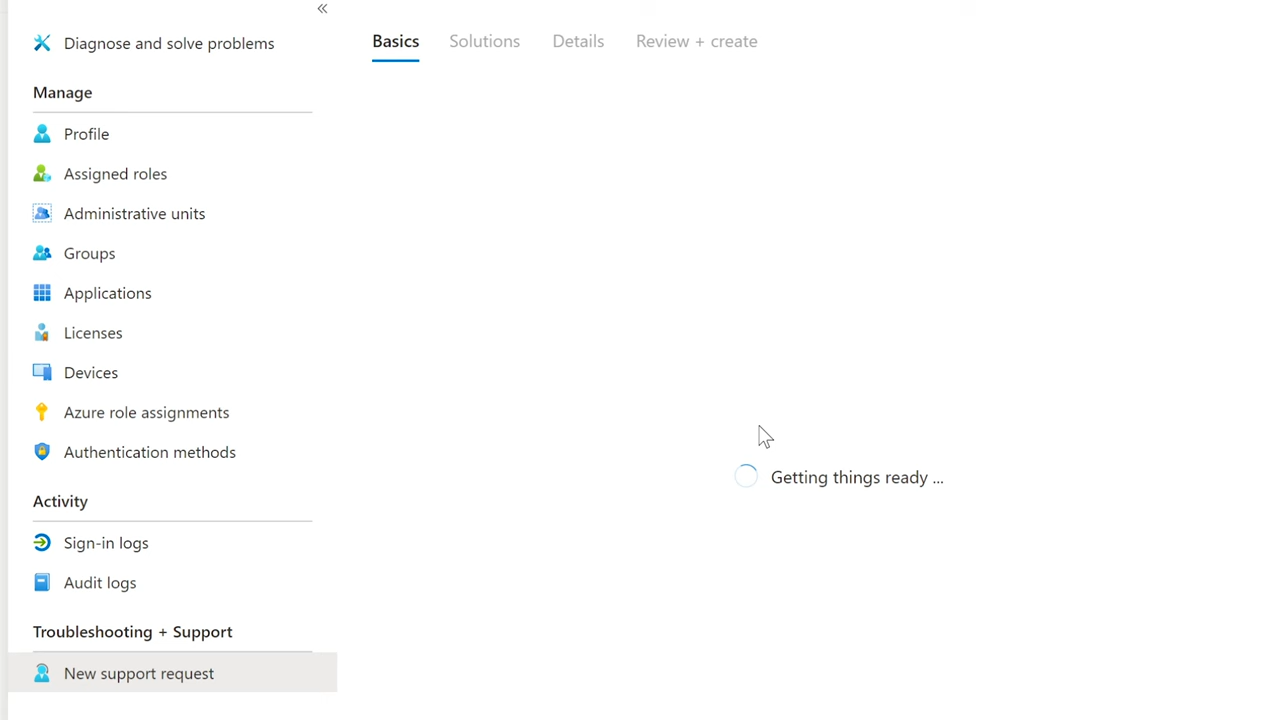 «
Diagnose and solve problems
Manage
Profile
Assigned roles
Administrative units
Groups
Applications
Licenses
Devices
Azure role assignments
Authentication methods
Activity
Sign-in logs
Audit logs
Troubleshooting + Support
New support request
Basics Solutions Details Review + create
Getting things ready ...